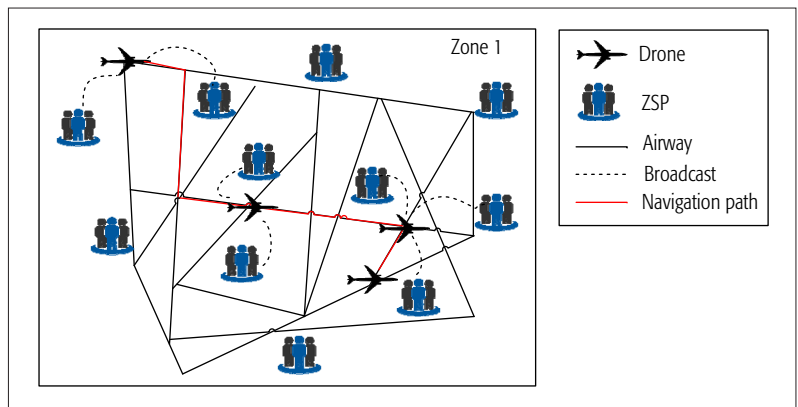 Zone 1
Drone
ZSP
Airway
Broadcast
Navigation path